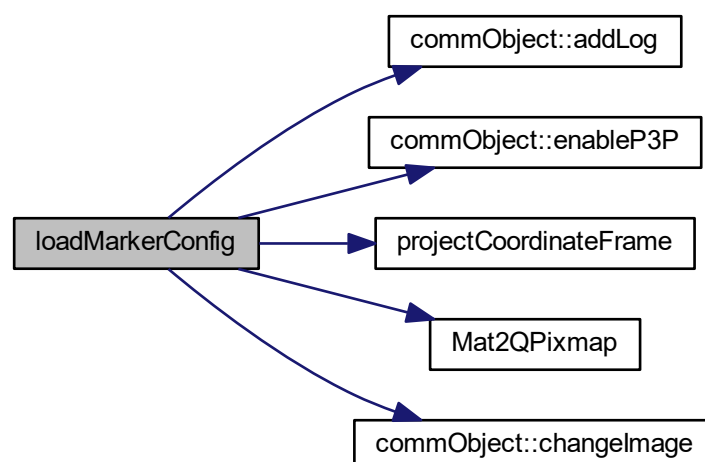 commObject::addLog
commObject::enableP3P
loadMarkerConfig
projectCoordinateFrame
Mat2QPixmap
commObject::changeImage